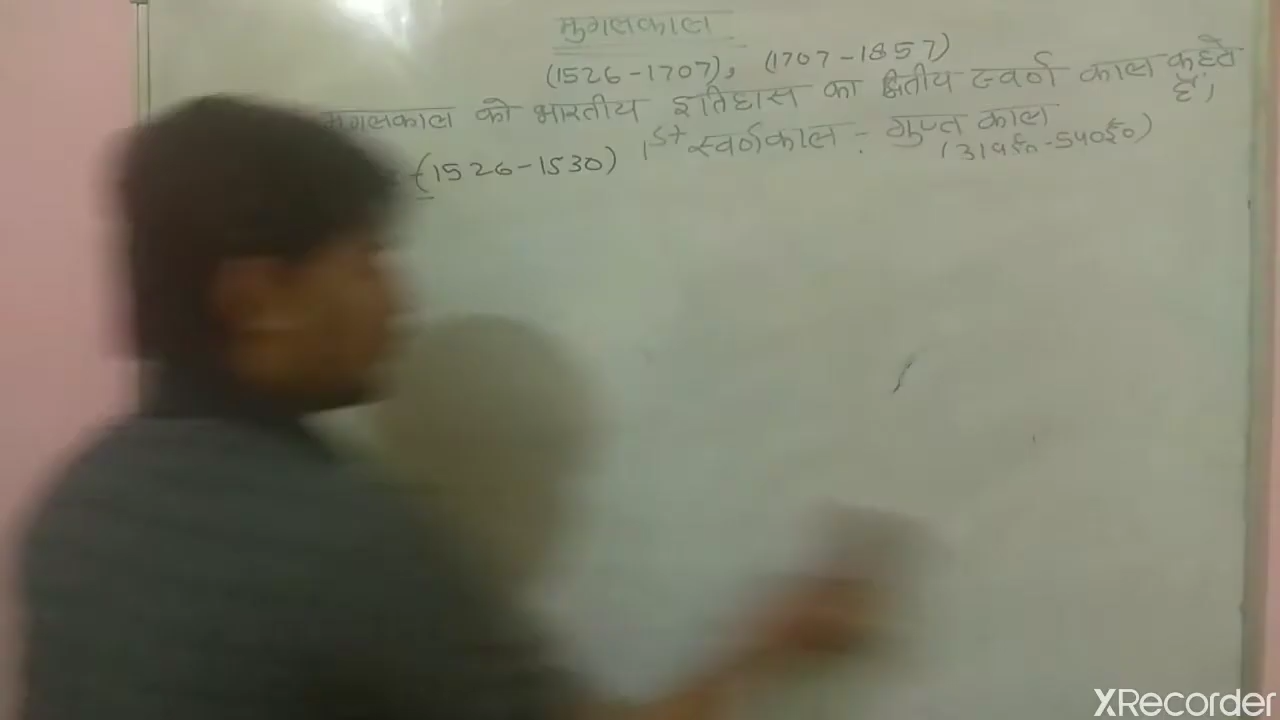 मुगलकाल
(1526-1707), (1707-1857)
मुगलकाल को भारतीय इतिहास का द्वितीय स्वर्ण काल कहते हैं।
1st स्वर्णकाल : गुप्त काल
(319ई०-540ई०)
(1526-1530)
XRecorder